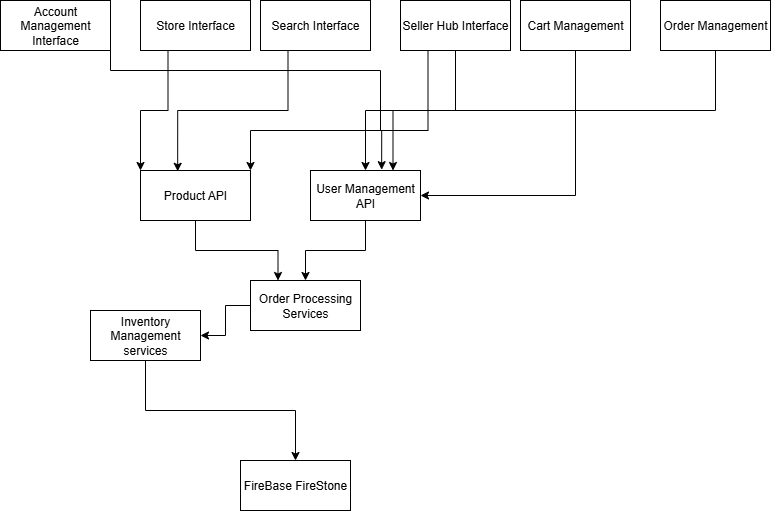 Account
Management
Interface
Store Interface
Search Interface
Seller Hub Interface
Cart Management
Order Management
Product API
User Management
API
Order Processing
Services
Inventory
Management
services
FireBase FireStone